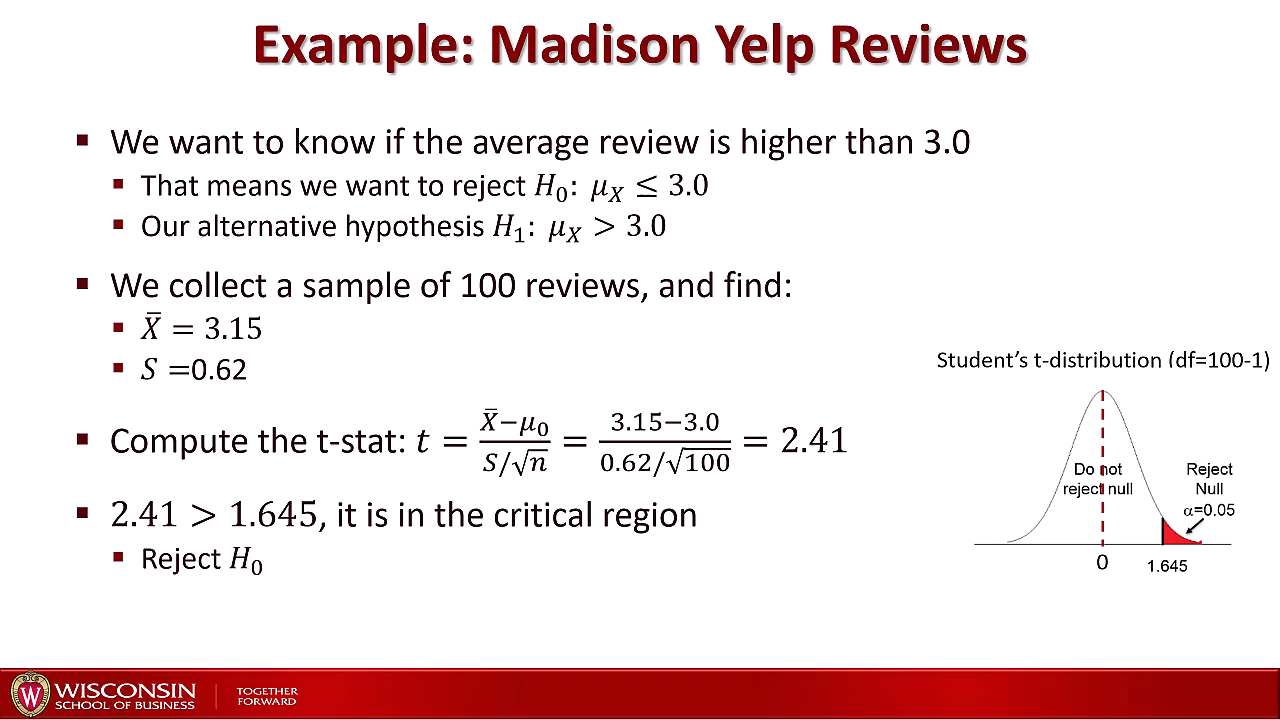 Example: Madison Yelp Reviews
▪ We want to know if the average review is higher than 3.0
▪ That means we want to reject H₀: μ_X ≤ 3.0
▪ Our alternative hypothesis H₁: μ_X > 3.0
▪ We collect a sample of 100 reviews, and find:
▪ X̄ = 3.15
▪ S =0.62
▪ Compute the t-stat: t = (X̄−μ₀)/(S/√n) = (3.15−3.0)/(0.62/√100) = 2.41
▪ 2.41 > 1.645, it is in the critical region
▪ Reject H₀
Student's t-distribution (df=100-1)
Do not
reject null
Reject
Null
α=0.05
0
1.645
W
WISCONSIN
SCHOOL OF BUSINESS
TOGETHER
FORWARD